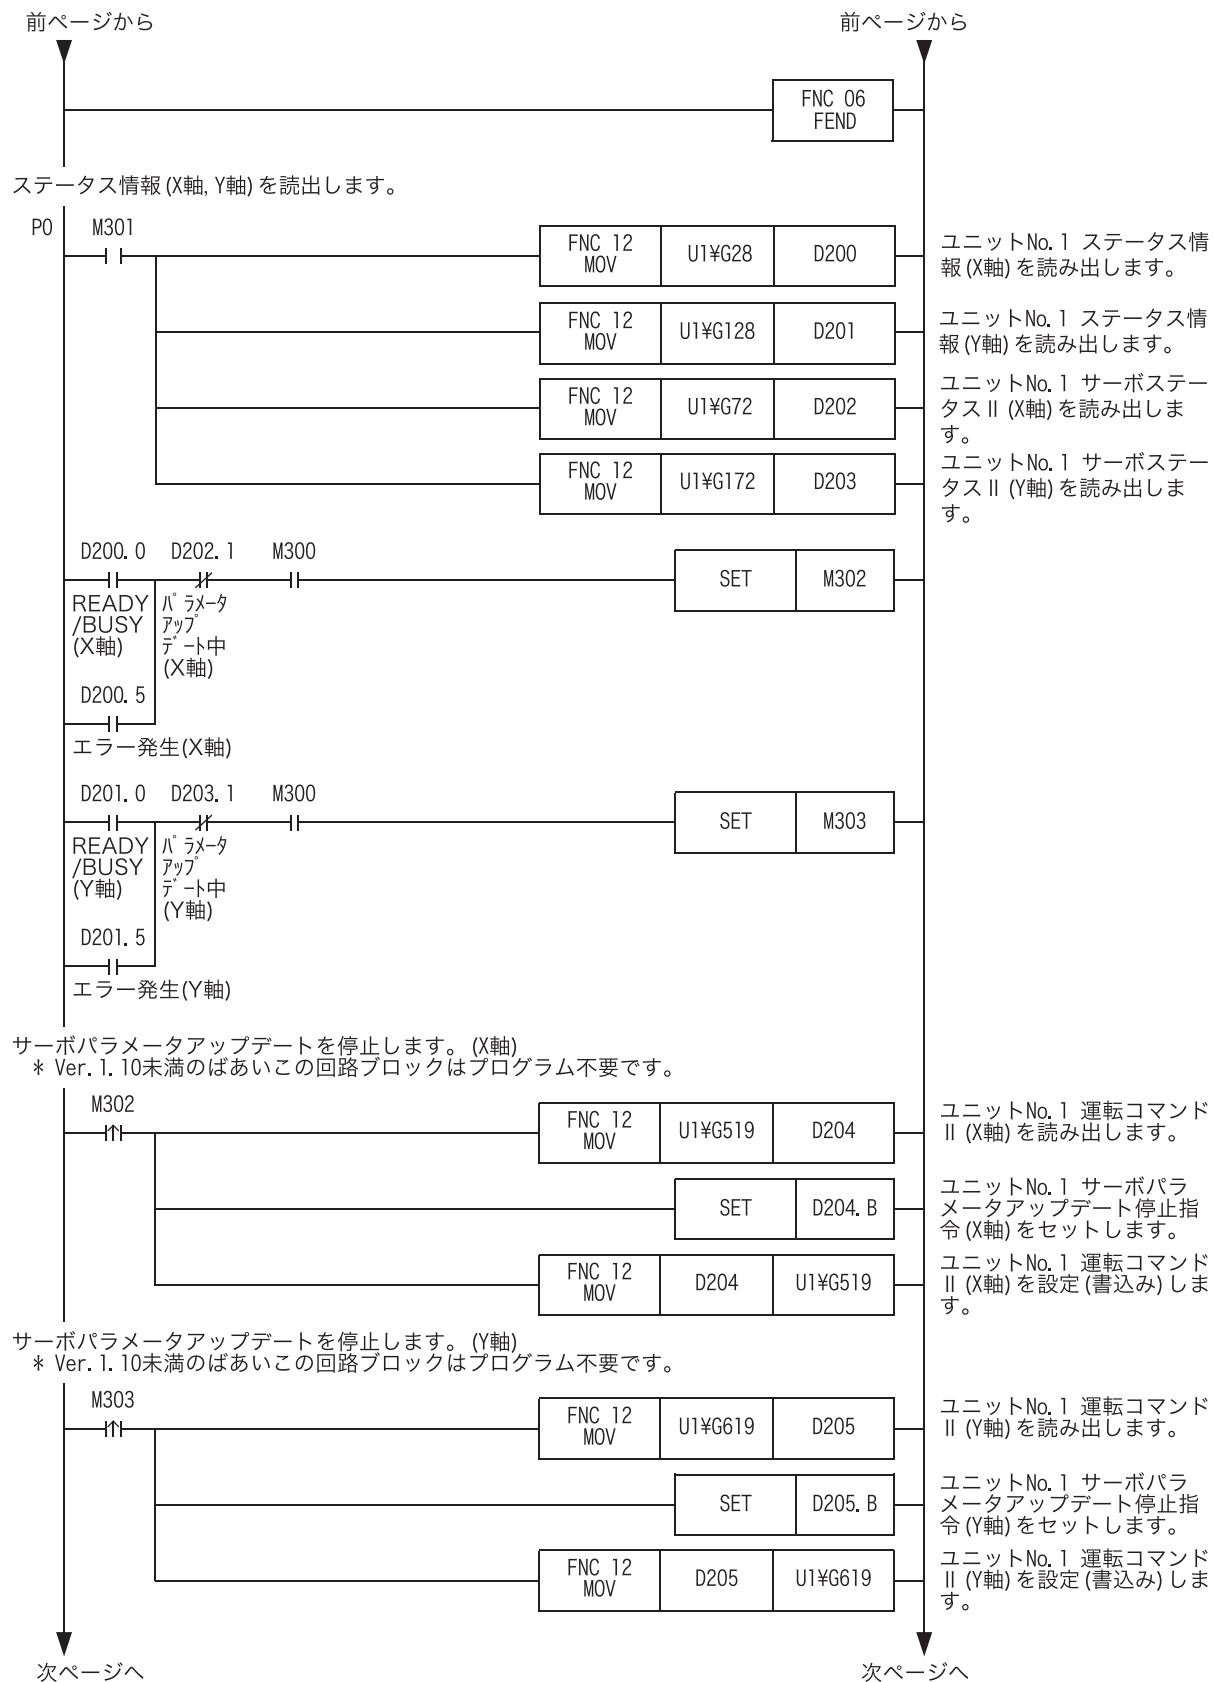 前ページから
前ページから
FNC 06
FEND
ステータス情報 (X軸, Y軸) を読出します。
P0
M301
FNC 12
MOV
U1¥G28
D200
ユニットNo. 1 ステータス情
報 (X軸) を読み出します。
FNC 12
MOV
U1¥G128
D201
ユニットNo. 1 ステータス情
報 (Y軸) を読み出します。
FNC 12
MOV
U1¥G72
D202
ユニットNo. 1 サーボステー
タスⅡ (X軸) を読み出しま
す。
FNC 12
MOV
U1¥G172
D203
ユニットNo. 1 サーボステー
タスⅡ (Y軸) を読み出しま
す。
D200. 0
D202. 1
M300
SET
M302
READY
/BUSY
(X軸)
ﾊﾟﾗﾒｰﾀ
ｱｯﾌﾟ
ﾃﾞｰﾄ中
(X軸)
D200. 5
エラー発生(X軸)
D201. 0
D203. 1
M300
SET
M303
READY
/BUSY
(Y軸)
ﾊﾟﾗﾒｰﾀ
ｱｯﾌﾟ
ﾃﾞｰﾄ中
(Y軸)
D201. 5
エラー発生(Y軸)
サーボパラメータアップデートを停止します。 (X軸)
* Ver. 1. 10未満のばあいこの回路ブロックはプログラム不要です。
M302
FNC 12
MOV
U1¥G519
D204
ユニットNo. 1 運転コマンド
Ⅱ (X軸) を読み出します。
SET
D204. B
ユニットNo. 1 サーボパラ
メータアップデート停止指
令 (X軸) をセットします。
FNC 12
MOV
D204
U1¥G519
ユニットNo. 1 運転コマンド
Ⅱ (X軸) を設定 (書込み) しま
す。
サーボパラメータアップデートを停止します。 (Y軸)
* Ver. 1. 10未満のばあいこの回路ブロックはプログラム不要です。
M303
FNC 12
MOV
U1¥G619
D205
ユニットNo. 1 運転コマンド
Ⅱ (Y軸) を読み出します。
SET
D205. B
ユニットNo. 1 サーボパラ
メータアップデート停止指
令 (Y軸) をセットします。
FNC 12
MOV
D205
U1¥G619
ユニットNo. 1 運転コマンド
Ⅱ (Y軸) を設定 (書込み) しま
す。
次ページへ
次ページへ